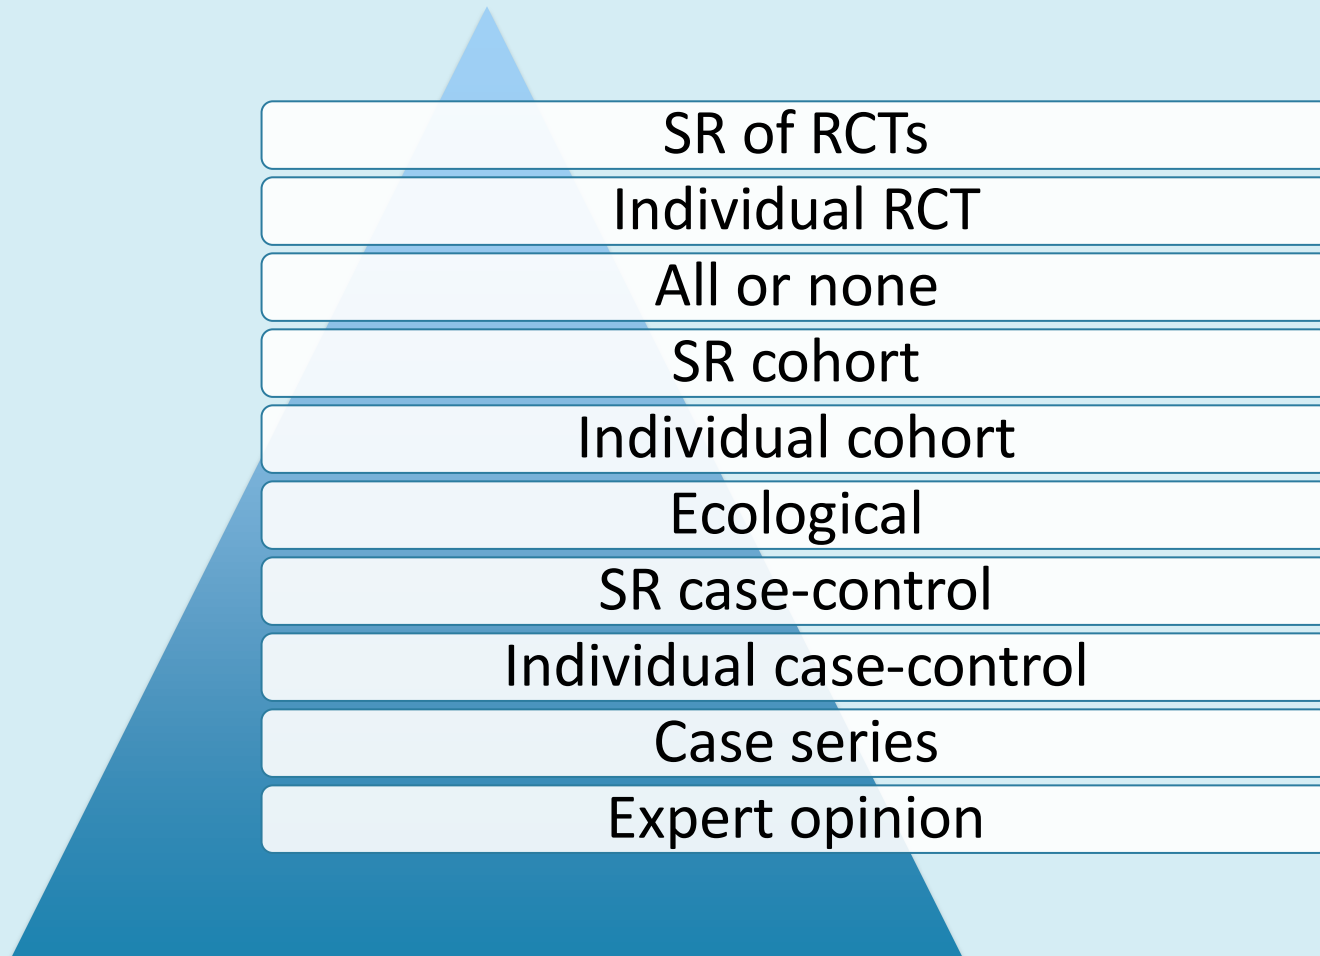 SR of RCTs
Individual RCT
All or none
SR cohort
Individual cohort
Ecological
SR case-control
Individual case-control
Case series
Expert opinion